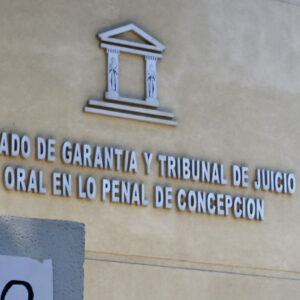 ADO DE GARANTIA Y TRIBUNAL DE JUICIO
ORAL EN LO PENAL DE CONCEPCION